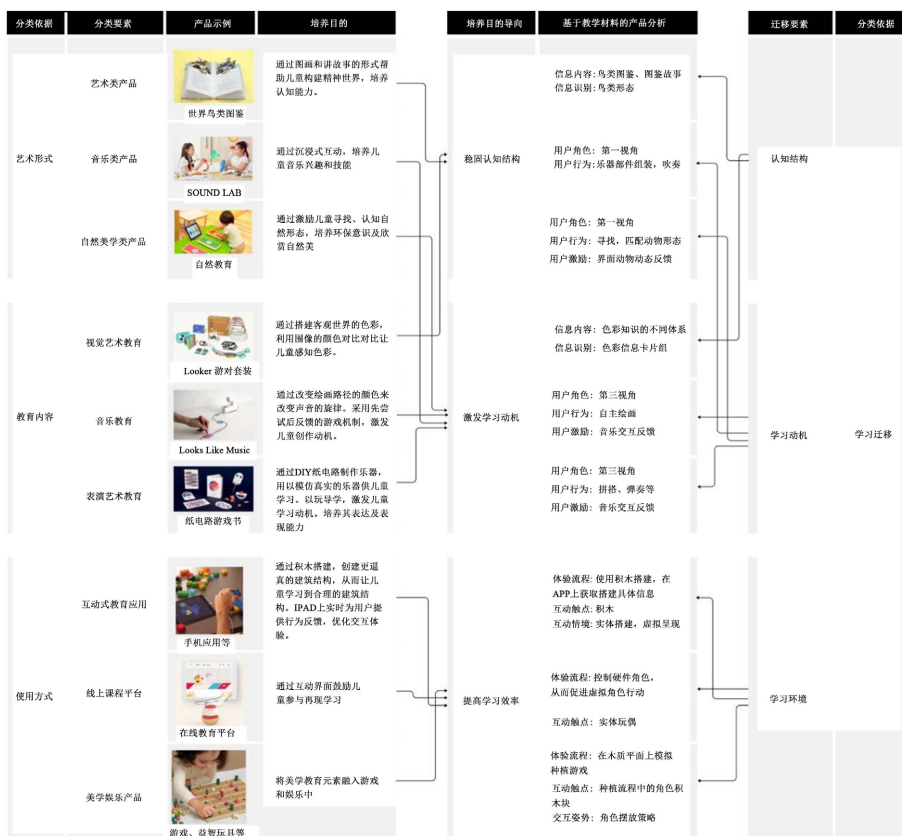 分类依据 分类要素 产品示例 培养目的 培养目的导向 基于教学材料的产品分析 迁移要素 分类依据
艺术形式
艺术类产品
世界鸟类图鉴
通过图画和讲故事的形式帮
助儿童构建精神世界，培养
认知能力。
音乐类产品
SOUND LAB
通过沉浸式互动，培养儿
童音乐兴趣和技能
自然美学类产品
自然教育
通过激励儿童寻找、认知自
然形态，培养环保意识及欣
赏自然美
教育内容
视觉艺术教育
Looker 游对套装
通过搭建客观世界的色彩，
利用图像的颜色对比对比让
儿童感知色彩。
音乐教育
Looks Like Music
通过改变绘画路径的颜色来
改变声音的旋律。采用先尝
试后反馈的游戏机制，激发
儿童创作动机。
表演艺术教育
纸电路游戏书
通过DIY纸电路制作乐器，
用以模仿真实的乐器供儿童
学习。以玩导学，激发儿童
学习动机。培养其表达及表
现能力
使用方式
互动式教育应用
手机应用等
通过积木搭建，创建更逼
真的建筑结构，从而让儿
童学习到合理的建筑结
构。IPAD上实时为用户提
供行为反馈，优化交互体
验。
线上课程平台
在线教育平台
通过互动界面鼓励儿
童参与再现学习
美学娱乐产品
游戏、益智玩具等
将美学教育元素融入游戏
和娱乐中
稳固认知结构
激发学习动机
提高学习效率
信息内容：鸟类图鉴、图鉴故事
信息识别：鸟类形态
用户角色：第一视角
用户行为：乐器部件组装，吹奏
用户角色：第一视角
用户行为：寻找，匹配动物形态
用户激励：界面动物动态反馈
信息内容：色彩知识的不同体系
信息识别：色彩信息卡片组
用户角色：第三视角
用户行为：自主绘画
用户激励：音乐交互反馈
用户角色：第三视角
用户行为：拼搭、弹奏等
用户激励：音乐交互反馈
体验流程：使用积木搭建，在
APP上获取搭建具体信息
互动触点：积木
互动情境：实体搭建，虚拟呈现
体验流程：控制硬件角色，
从而促进虚拟角色行动
互动触点：实体玩偶
体验流程：在木质平面上模拟
种植游戏
互动触点：种植流程中的角色积
木块
交互姿势：角色摆放策略
认知结构
学习动机
学习环境
学习迁移